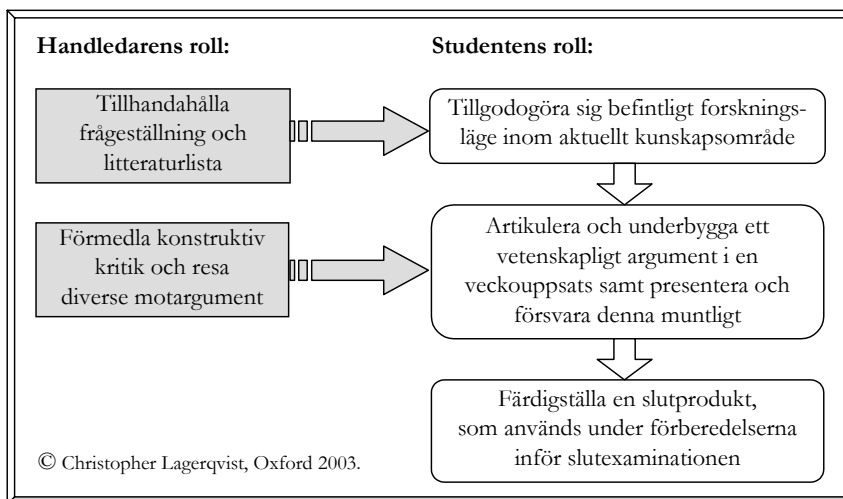 Handledarens roll:
Studentens roll:
Tillhandahålla
frågeställning och
litteraturlista
Tillgodogöra sig befintligt forsknings-
läge inom aktuellt kunskapsområde
Förmedla konstruktiv
kritik och resa
diverse motargument
Artikulera och underbygga ett
vetenskapligt argument i en
veckouppsats samt presentera och
försvara denna muntligt
Färdigställa en slutprodukt,
som används under förberedelserna
inför slutexaminationen
© Christopher Lagerqvist, Oxford 2003.